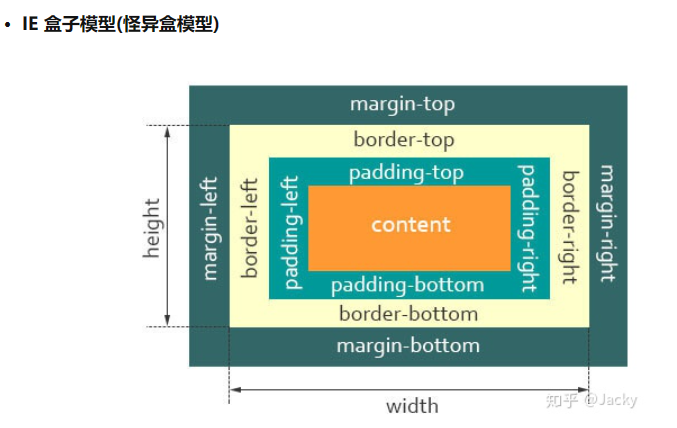 • IE 盒子模型(怪异盒模型)
margin-top
border-top
padding-top
height
margin-left
border-left
padding-left
content
padding-right
border-right
margin-right
padding-bottom
border-bottom
margin-bottom
width
知乎 @Jacky